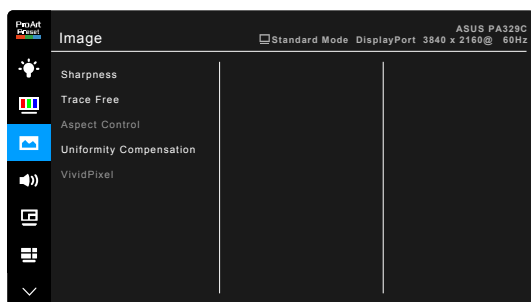 ProArt
Preset
Image
ASUS PA329C
Standard Mode DisplayPort 3840 x 2160@ 60Hz
Sharpness
Trace Free
Aspect Control
Uniformity Compensation
VividPixel